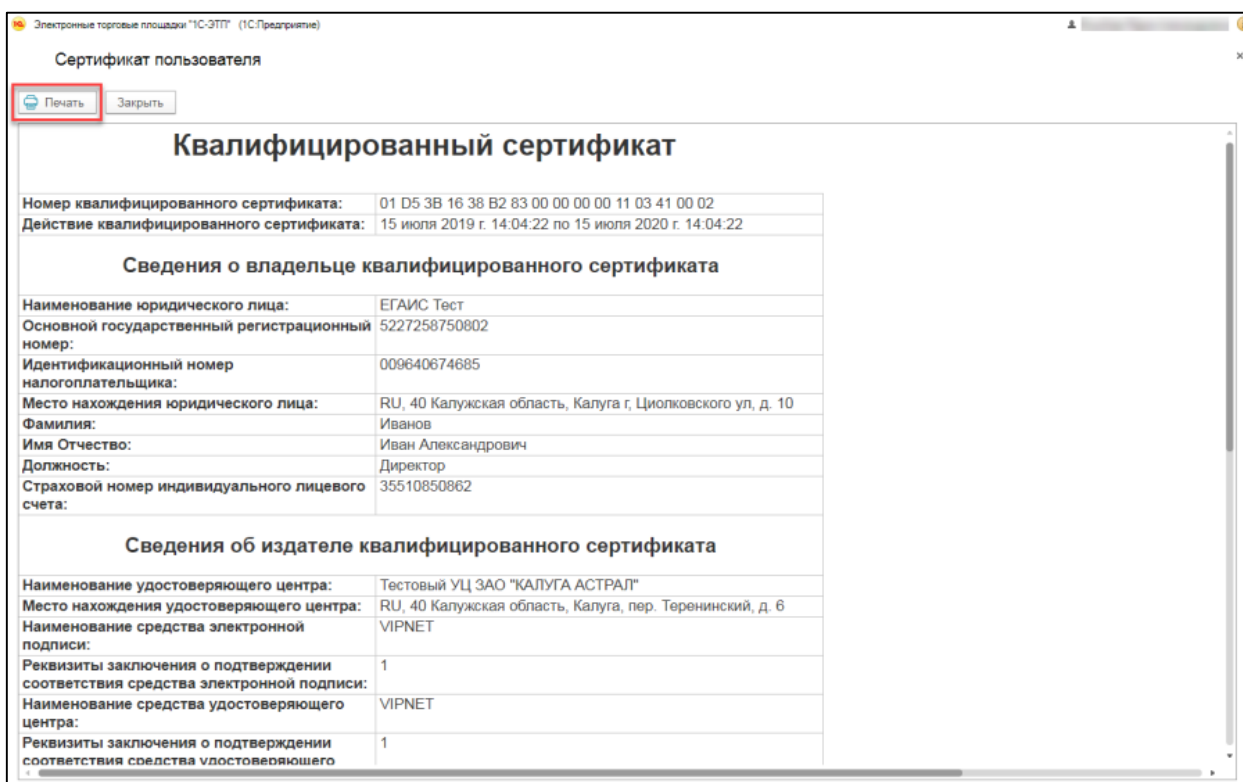 Электронные торговые площадки "1С-ЭТП" (1С:Предприятие)
Сертификат пользователя
Печать Закрыть
Квалифицированный сертификат
Номер квалифицированного сертификата: 01 D5 3B 16 38 B2 83 00 00 00 00 11 03 41 00 02
Действие квалифицированного сертификата: 15 июля 2019 г. 14:04:22 по 15 июля 2020 г. 14:04:22
Сведения о владельце квалифицированного сертификата
Наименование юридического лица: ЕГАИС Тест
Основной государственный регистрационный 5227258750802
номер:
Идентификационный номер 009640674685
налогоплательщика:
Место нахождения юридического лица: RU, 40 Калужская область, Калуга г, Циолковского ул, д. 10
Фамилия: Иванов
Имя Отчество: Иван Александрович
Должность: Директор
Страховой номер индивидуального лицевого 35510850862
счета:
Сведения об издателе квалифицированного сертификата
Наименование удостоверяющего центра: Тестовый УЦ ЗАО "КАЛУГА АСТРАЛ"
Место нахождения удостоверяющего центра: RU, 40 Калужская область, Калуга, пер. Теренинский, д. 6
Наименование средства электронной VIPNET
подписи:
Реквизиты заключения о подтверждении 1
соответствия средства электронной подписи:
Наименование средства удостоверяющего VIPNET
центра:
Реквизиты заключения о подтверждении 1
соответствия средства удостоверяющего